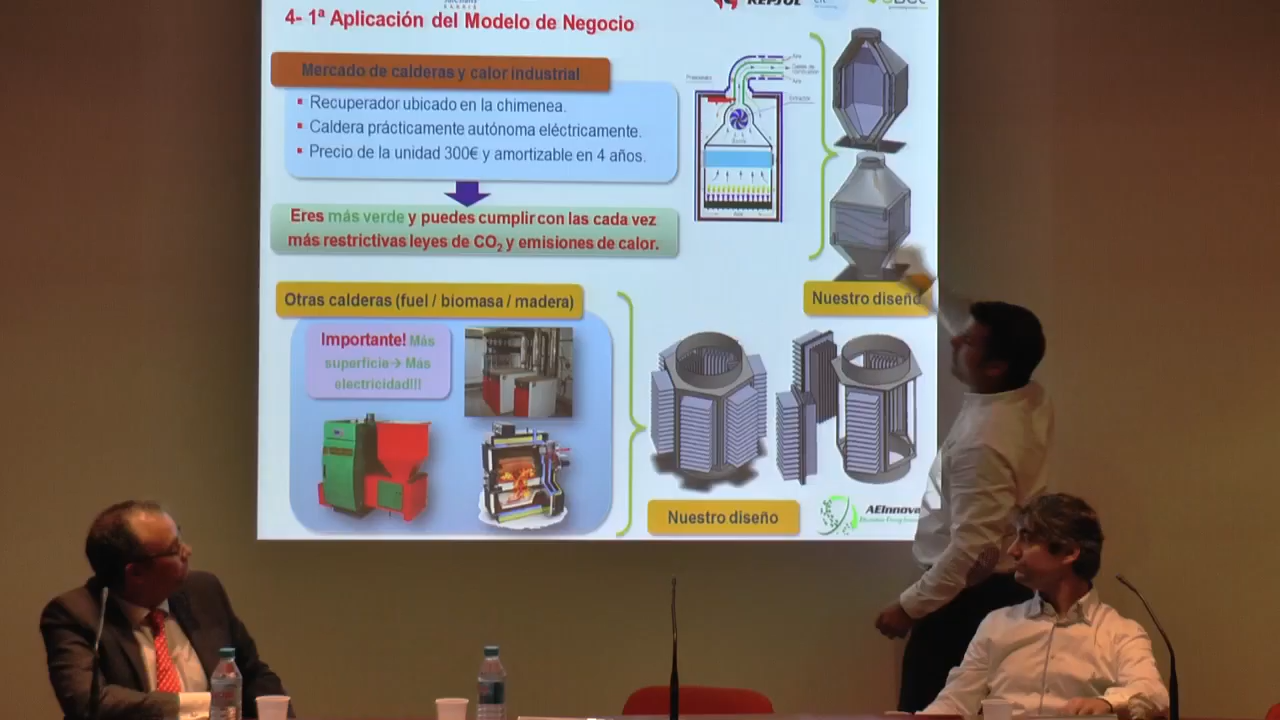 REPSOL
4- 1ª Aplicación del Modelo de Negocio
Mercado de calderas y calor industrial
▪ Recuperador ubicado en la chimenea.
▪ Caldera prácticamente autónoma eléctricamente.
▪ Precio de la unidad 300€ y amortizable en 4 años.
Eres más verde y puedes cumplir con las cada vez
más restrictivas leyes de CO2 y emisiones de calor.
Nuestro diseño
Otras calderas (fuel / biomasa / madera)
Importante! Más
superficie→ Más
electricidad!!!
Nuestro diseño
AEInnova